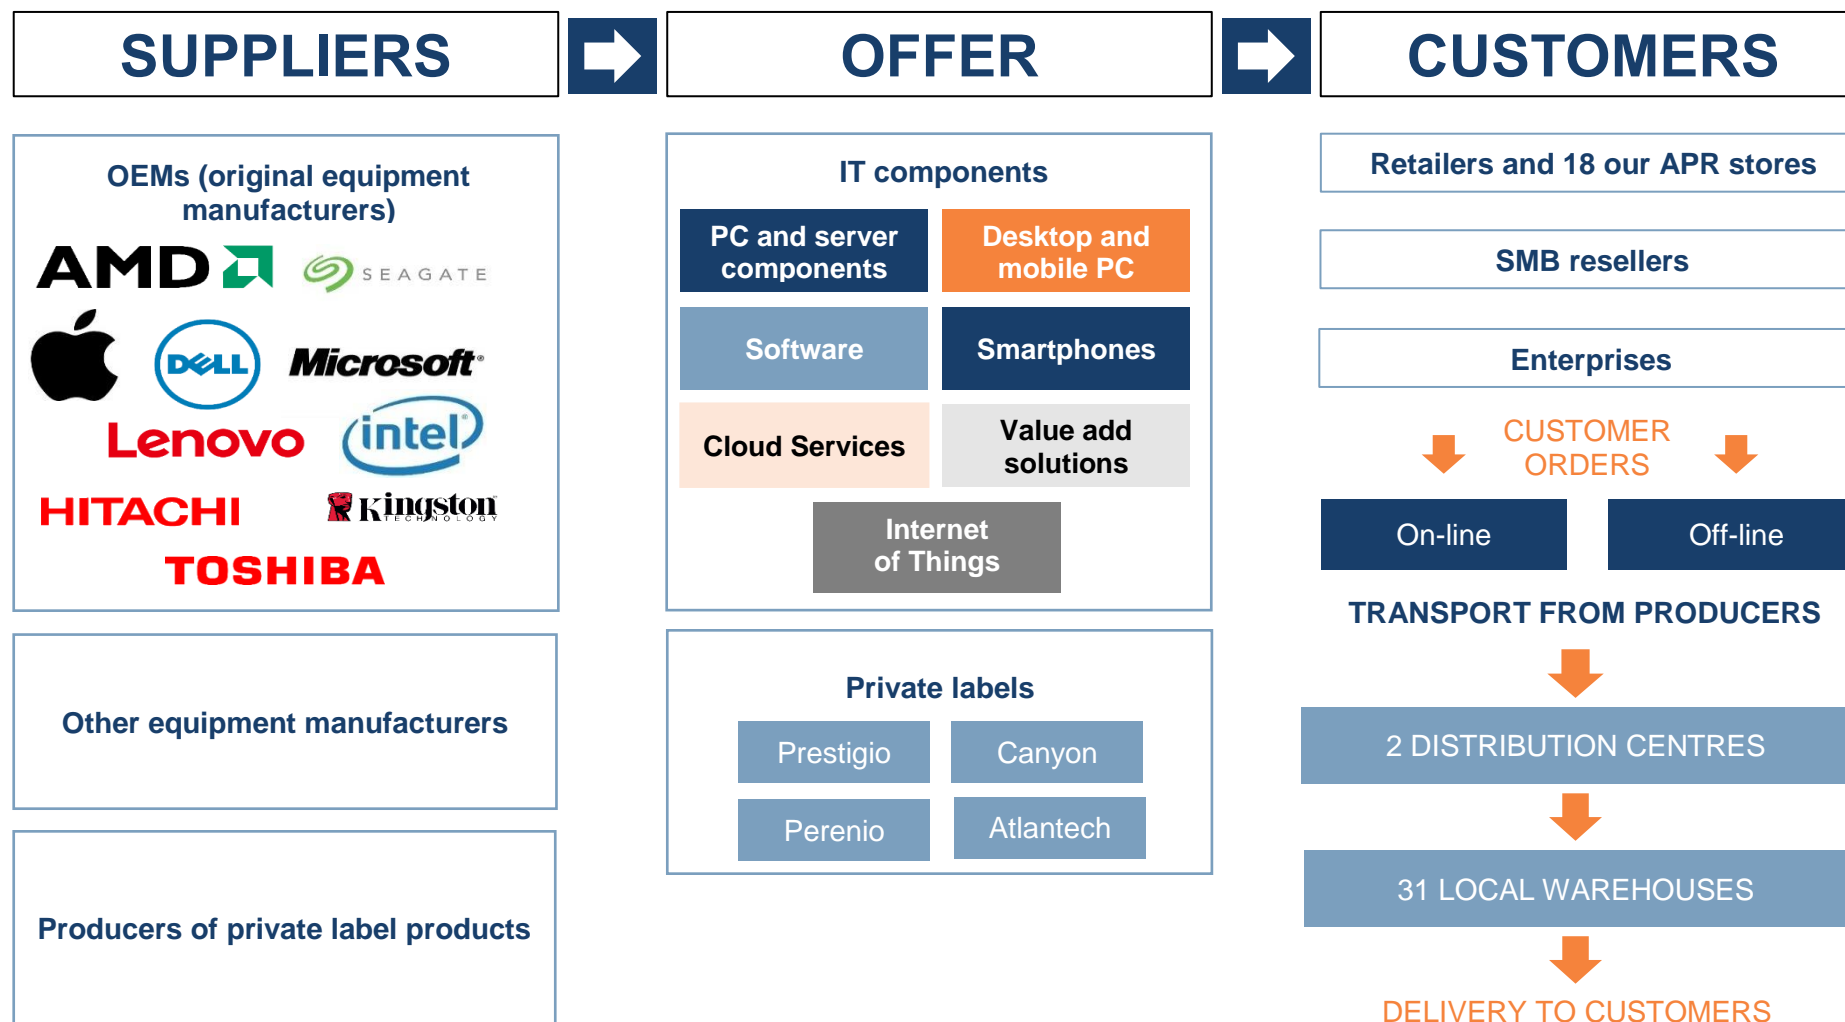 SUPPLIERS
OFFER
CUSTOMERS
OEMs (original equipment
manufacturers)
AMD
SEAGATE
DELL
Microsoft
Lenovo
intel
HITACHI
Kingston
TECHNOLOGY
TOSHIBA
Other equipment manufacturers
Producers of private label products
IT components
PC and server
components
Desktop and
mobile PC
Software
Smartphones
Cloud Services
Value add
solutions
Internet
of Things
Private labels
Prestigio
Canyon
Perenio
Atlantech
Retailers and 18 our APR stores
SMB resellers
Enterprises
CUSTOMER
ORDERS
On-line
Off-line
TRANSPORT FROM PRODUCERS
2 DISTRIBUTION CENTRES
31 LOCAL WAREHOUSES
DELIVERY TO CUSTOMERS